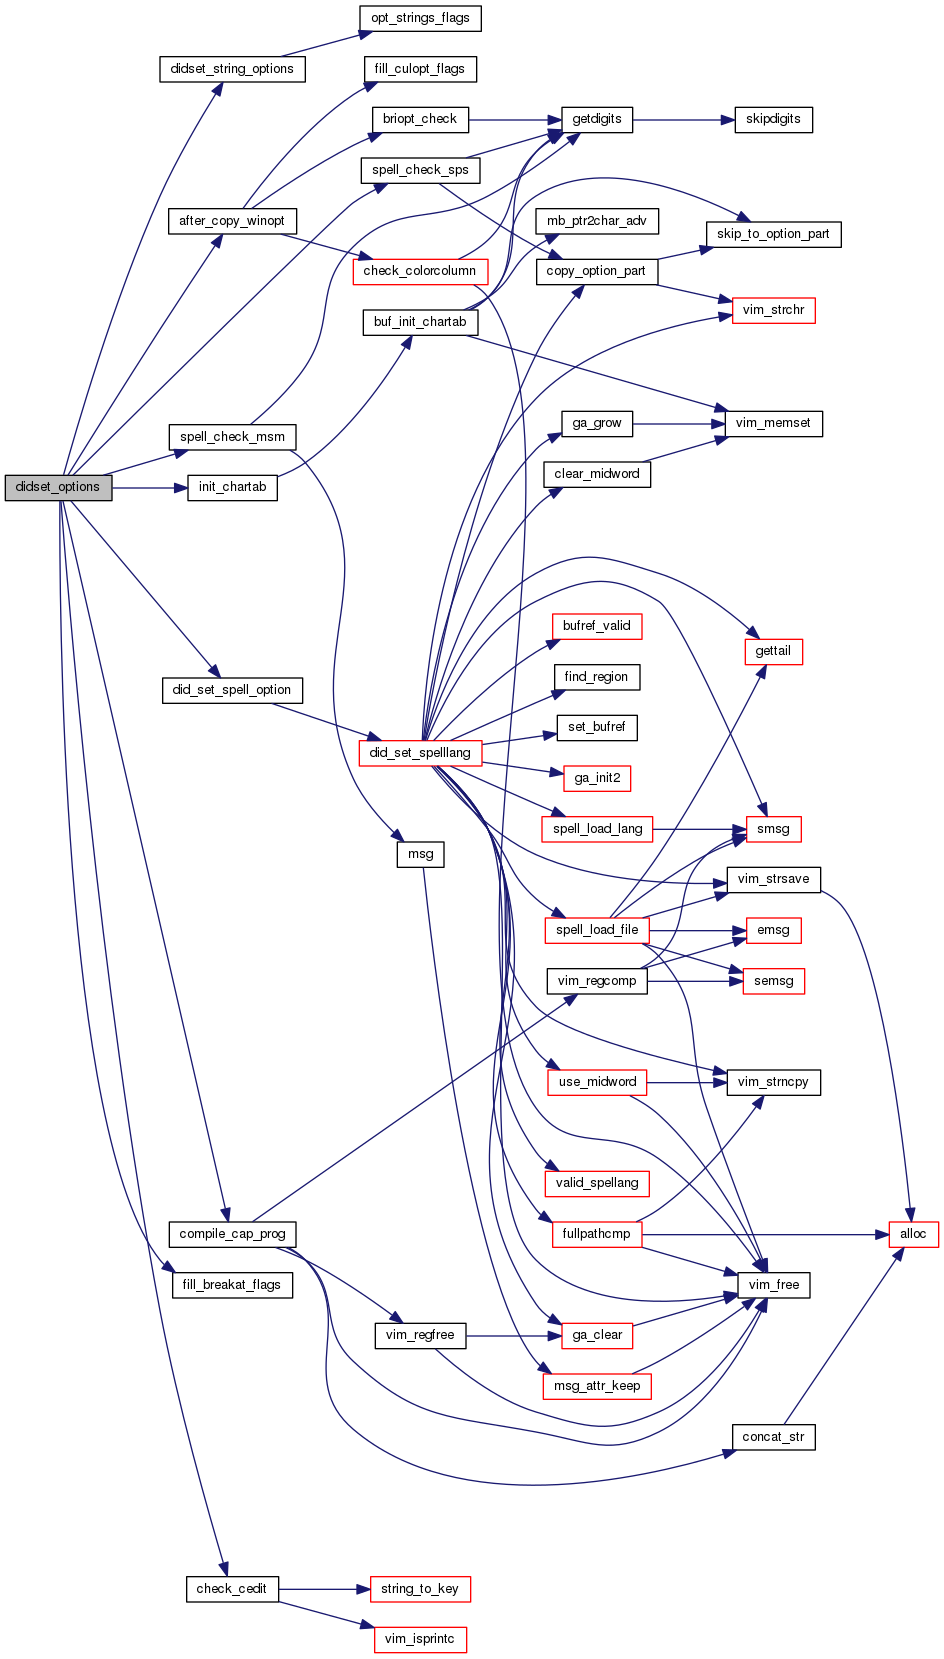 opt_strings_flags
didset_string_options
fill_culopt_flags
briopt_check
getdigits
skipdigits
spell_check_sps
after_copy_winopt
mb_ptr2char_adv
skip_to_option_part
check_colorcolumn
copy_option_part
vim_strchr
buf_init_chartab
ga_grow
vim_memset
spell_check_msm
clear_midword
didset_options
init_chartab
bufref_valid
gettail
find_region
did_set_spell_option
set_bufref
did_set_spelllang
ga_init2
spell_load_lang
smsg
msg
vim_strsave
spell_load_file
emsg
vim_regcomp
semsg
use_midword
vim_strncpy
valid_spellang
compile_cap_prog
fullpathcmp
alloc
fill_breakat_flags
vim_free
vim_regfree
ga_clear
msg_attr_keep
concat_str
check_cedit
string_to_key
vim_isprintc